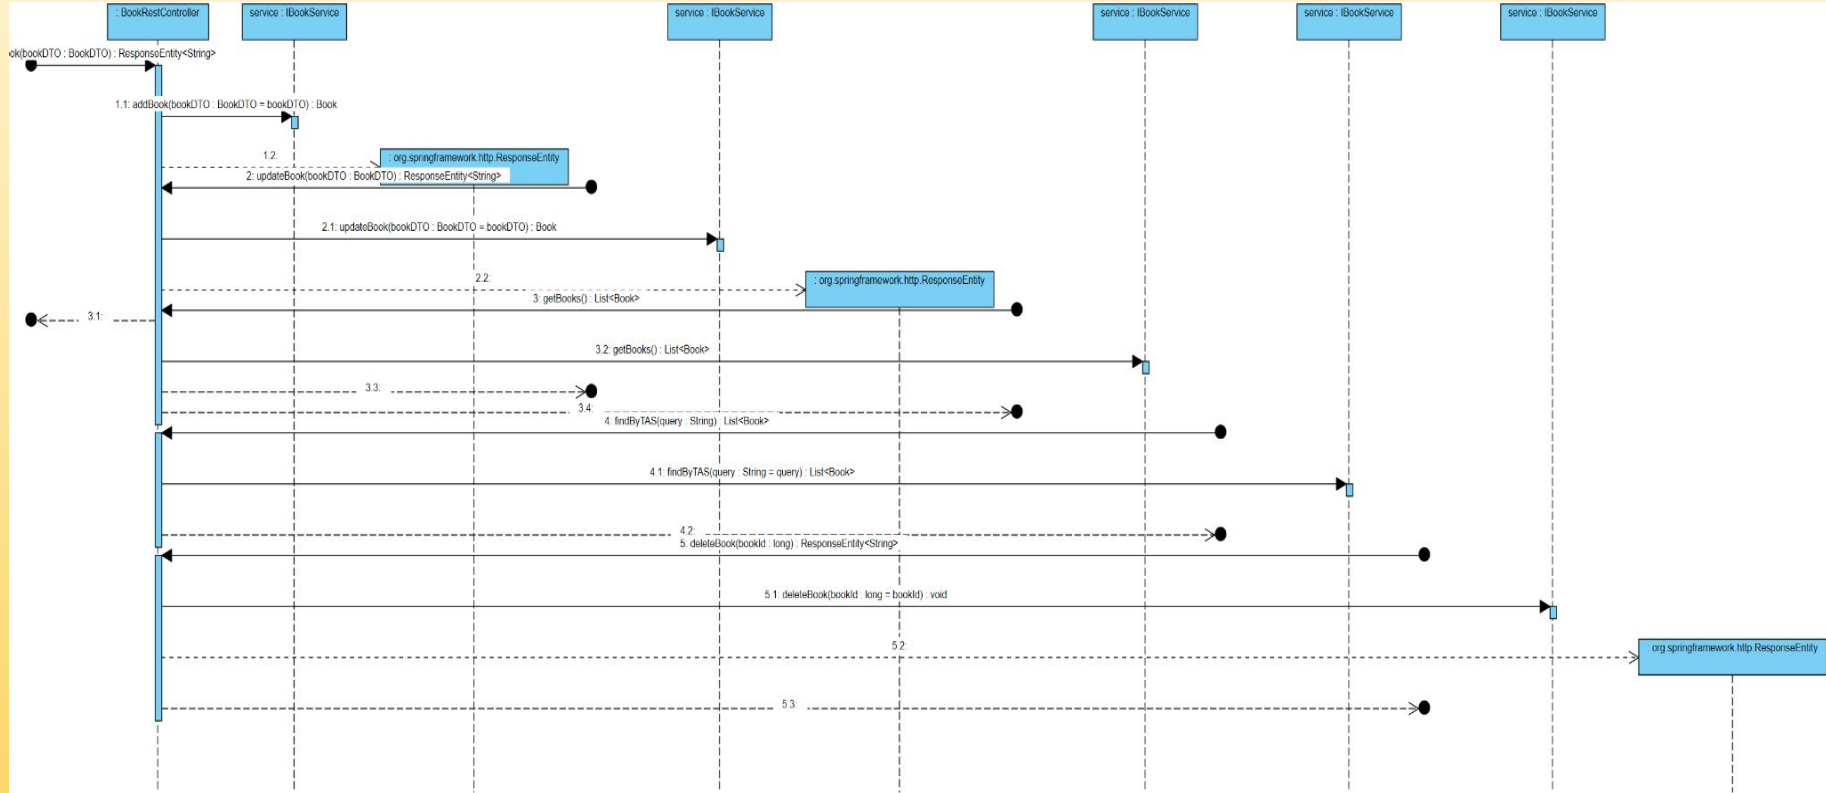 : BookRestController
service : IBookService
service : IBookService
service : IBookService
service : IBookService
service : IBookService
ok(bookDTO : BookDTO) : ResponseEntity<String>
1.1: addBook(bookDTO : BookDTO = bookDTO) : Book
1.2:
: org.springframework.http.ResponseEntity
2: updateBook(bookDTO : BookDTO) : ResponseEntity<String>
2.1: updateBook(bookDTO : BookDTO = bookDTO) : Book
2.2:
: org.springframework.http.ResponseEntity
3: getBooks() : List<Book>
3.1:
3.2: getBooks() : List<Book>
3.3:
3.4:
4: findByTAS(query : String) : List<Book>
4.1: findByTAS(query : String = query) : List<Book>
4.2:
5: deleteBook(bookId : long) : ResponseEntity<String>
5.1: deleteBook(bookId : long = bookId) : void
5.2:
org.springframework.http.ResponseEntity
5.3